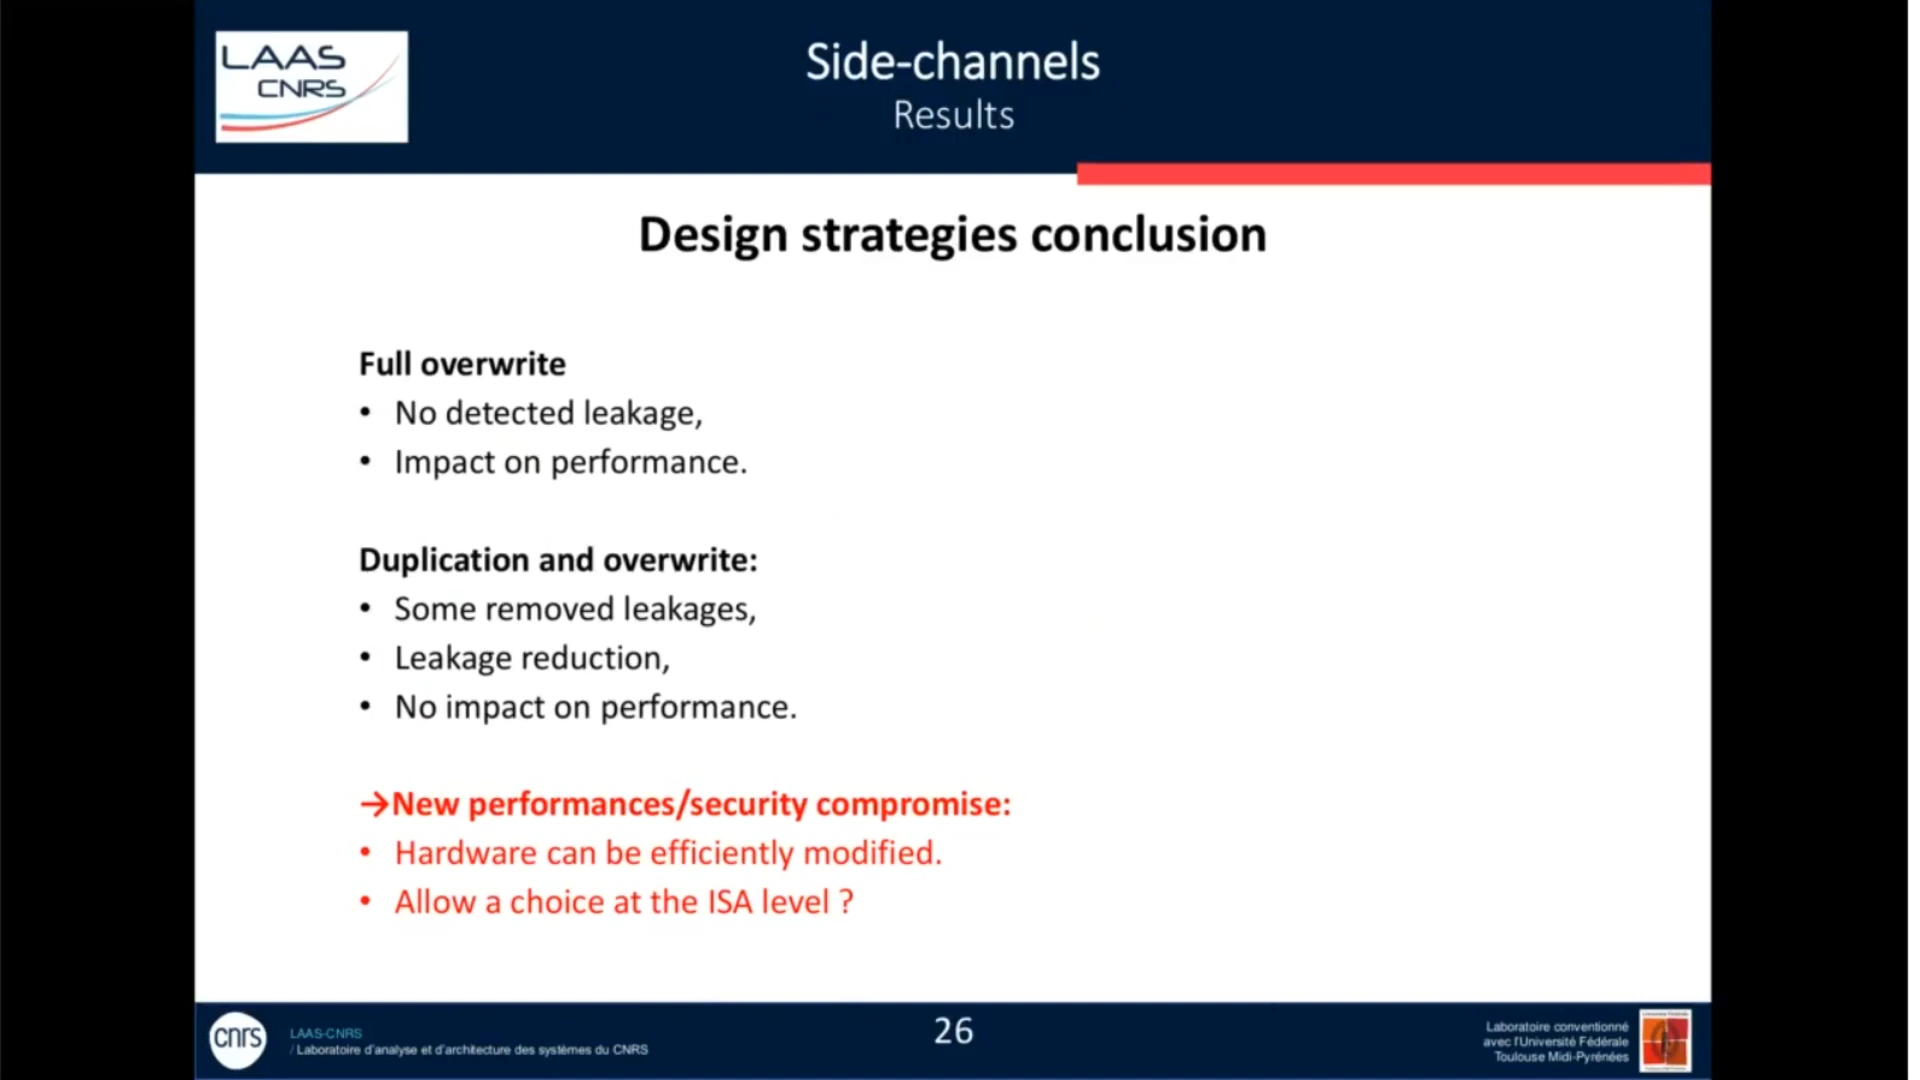 LAAS
CNRS
Side-channels
Results
Design strategies conclusion
Full overwrite
• No detected leakage,
• Impact on performance.
Duplication and overwrite:
• Some removed leakages,
• Leakage reduction,
• No impact on performance.
→New performances/security compromise:
• Hardware can be efficiently modified.
• Allow a choice at the ISA level ?
cnrs
LAAS-CNRS
/ Laboratoire d'analyse et d'architecture des systèmes du CNRS
26
Laboratoire conventionné
avec l'Université Fédérale
Toulouse Midi-Pyrénées